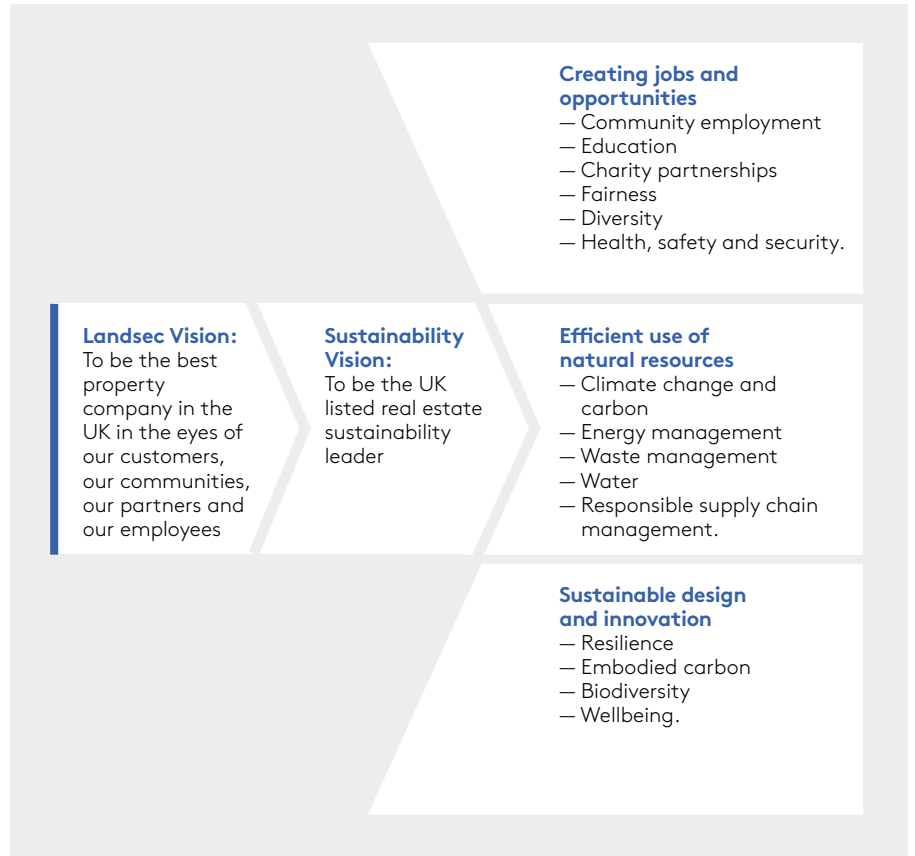 Creating jobs and
opportunities
— Community employment
— Education
— Charity partnerships
— Fairness
— Diversity
— Health, safety and security.
Landsec Vision:
To be the best
property
company in the
UK in the eyes of
our customers,
our communities,
our partners and
our employees
Sustainability
Vision:
To be the UK
listed real estate
sustainability
leader
Efficient use of
natural resources
— Climate change and
carbon
— Energy management
— Waste management
— Water
— Responsible supply chain
management.
Sustainable design
and innovation
— Resilience
— Embodied carbon
— Biodiversity
— Wellbeing.